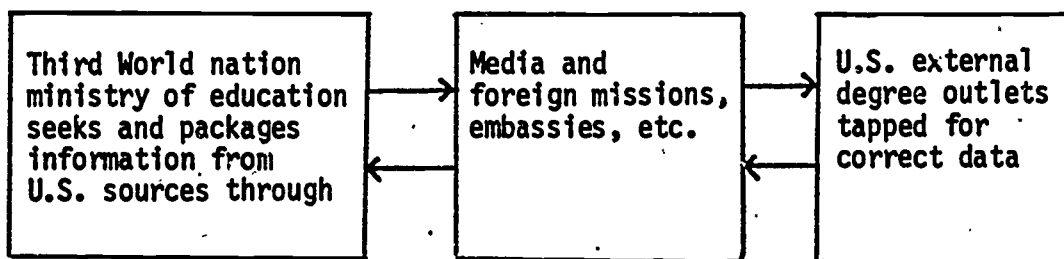 Third World nation
ministry of education
seeks and packages
information from
U.S. sources through
Media and
foreign missions,
embassies, etc.
U.S. external
degree outlets
tapped for
correct data